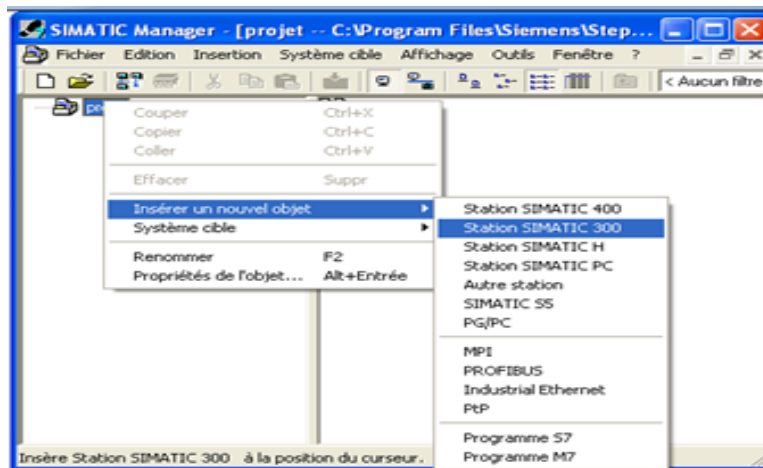 SIMATIC Manager - [projet -- C:\Program Files\Siemens\Step...
Fichier Edition Insertion Système cible Affichage Outils Fenêtre ?
< Aucun filtre
Couper Ctrl+X
Copier Ctrl+C
Coller Ctrl+V
Effacer Suppr
Insérer un nouvel objet
Système cible
Renommer F2
Propriétés de l'objet... Alt+Entrée
Station SIMATIC 400
Station SIMATIC 300
Station SIMATIC H
Station SIMATIC PC
Autre station
SIMATIC S5
PG/PC
MPI
PROFIBUS
Industrial Ethernet
PtP
Programme S7
Programme M7
Insère Station SIMATIC 300 à la position du curseur.